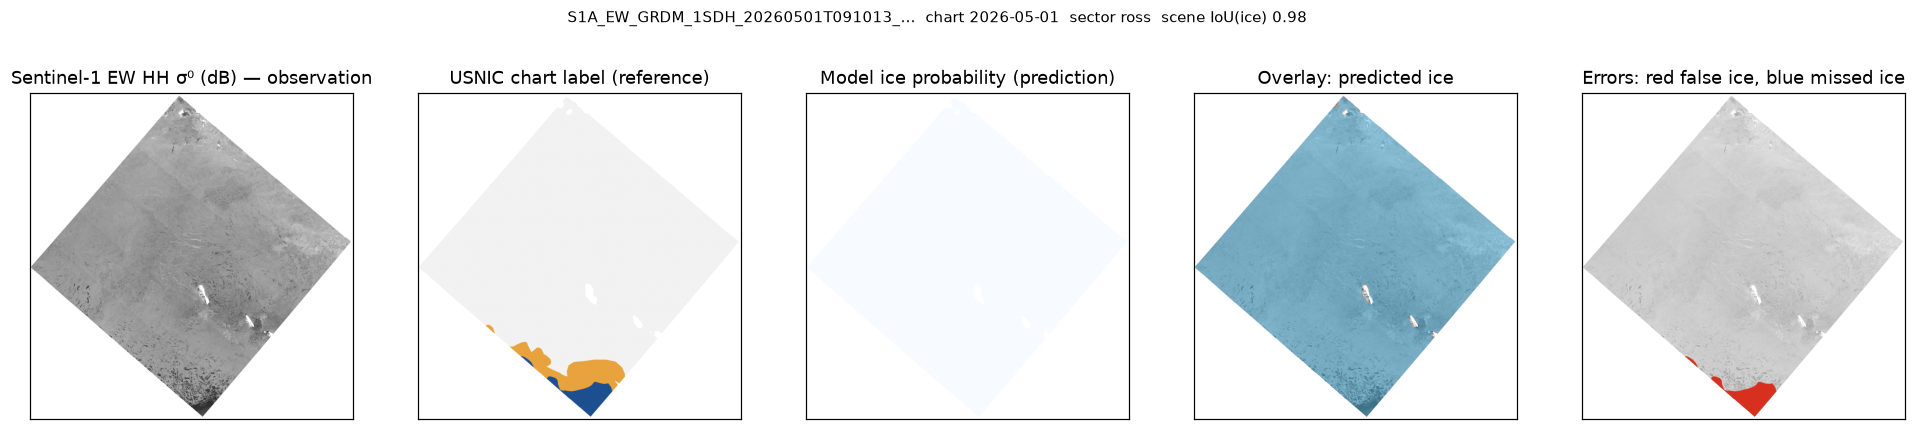 S1A_EW_GRDM_1SDH_20260501T091013_...  chart 2026-05-01  sector ross  scene IoU(ice) 0.98
Sentinel-1 EW HH σ⁰ (dB) — observation
USNIC chart label (reference)
Model ice probability (prediction)
Overlay: predicted ice
Errors: red false ice, blue missed ice